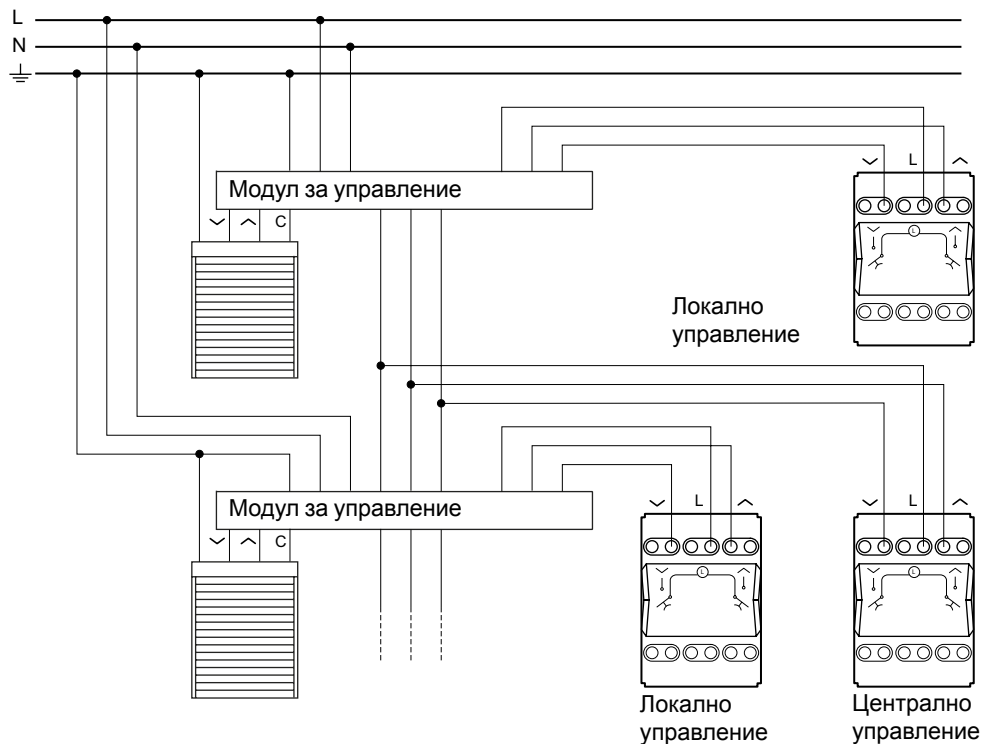 L
N
L
Модул за управление
C
L
Локално
управление
Модул за управление
C
L
L
L
L
Локално
управление
Централно
управление